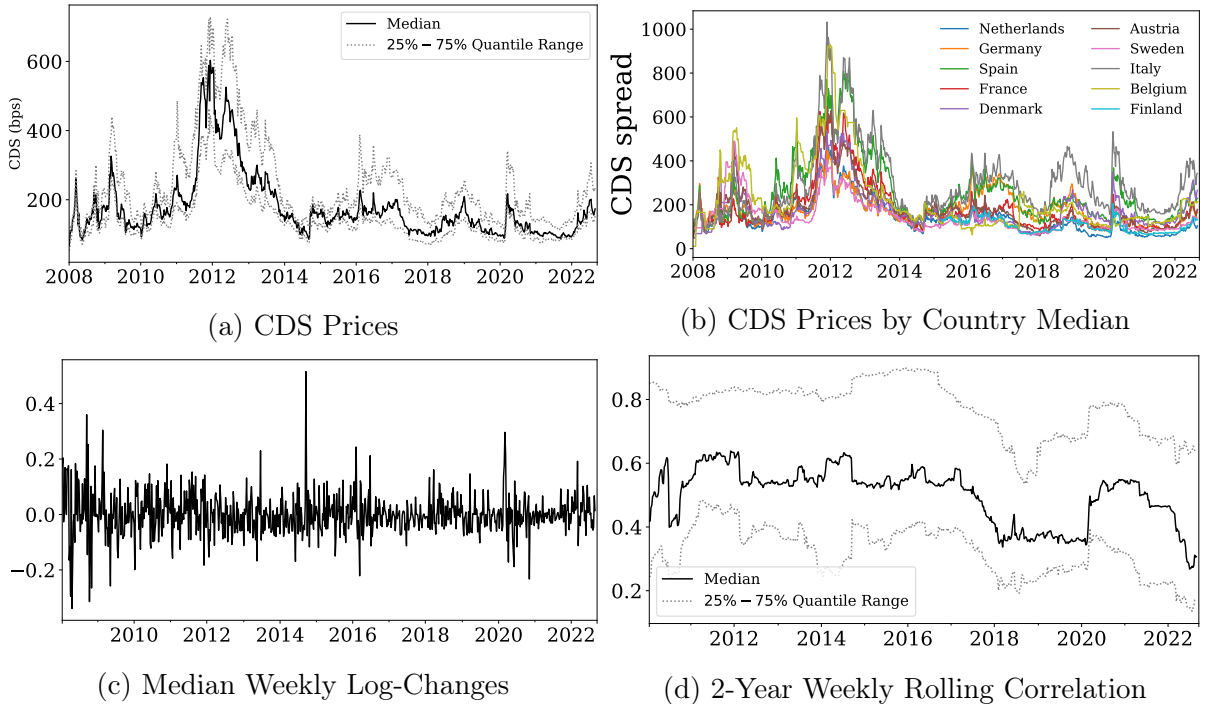 CDS (bps)
600
400
200
2008 2010 2012 2014 2016 2018 2020 2022
Median
25% − 75% Quantile Range
(a) CDS Prices
CDS spread
1000
800
600
400
200
0
2008 2010 2012 2014 2016 2018 2020 2022
Netherlands
Germany
Spain
France
Denmark
Austria
Sweden
Italy
Belgium
Finland
(b) CDS Prices by Country Median
0.4
0.2
0.0
−0.2
2010 2012 2014 2016 2018 2020 2022
(c) Median Weekly Log-Changes
0.8
0.6
0.4
0.2
2012 2014 2016 2018 2020 2022
Median
25% − 75% Quantile Range
(d) 2-Year Weekly Rolling Correlation